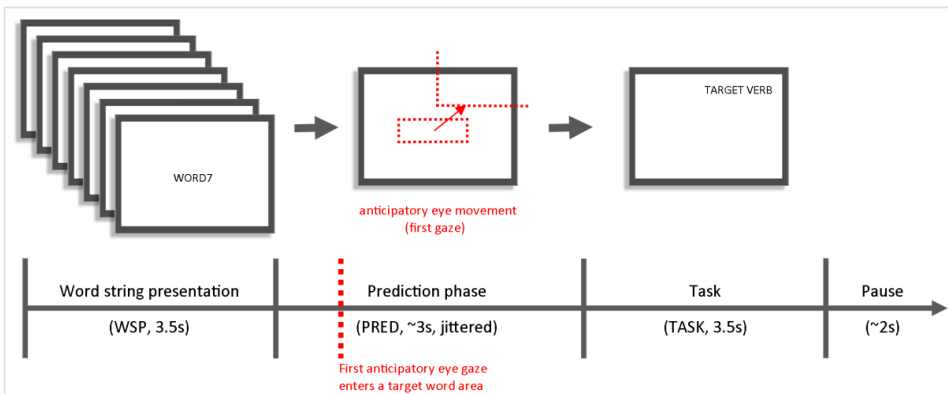 WORD7
TARGET VERB
anticipatory eye movement
(first gaze)
Word string presentation
(WSP, 3.5s)
Prediction phase
(PRED, ~3s, jittered)
Task
(TASK, 3.5s)
Pause
(~2s)
First anticipatory eye gaze
enters a target word area